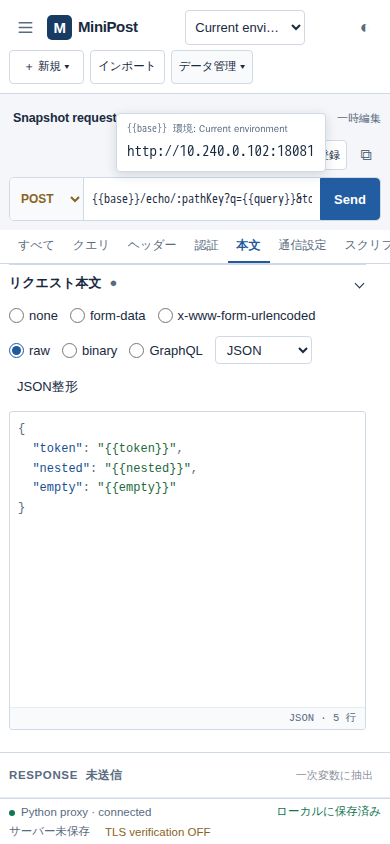 M MiniPost Current envi…
＋ 新規 ▾ インポート データ管理 ▾
Snapshot request 一時編集
{{base}} 環境: Current environment
http://10.240.0.102:18081
登録
POST {{base}}/echo/:pathKey?q={{query}}&to Send
すべて クエリ ヘッダー 認証 本文 通信設定 スクリプ
リクエスト本文
none form-data x-www-form-urlencoded
raw binary GraphQL JSON
JSON整形
{
"token": "{{token}}",
"nested": "{{nested}}",
"empty": "{{empty}}"
}
JSON · 5 行
RESPONSE 未送信 一次変数に抽出
Python proxy · connected ローカルに保存済み
サーバー未保存 TLS verification OFF